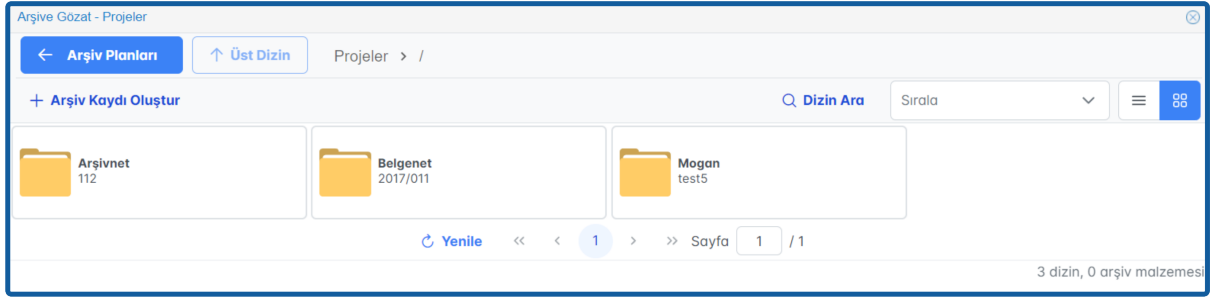 Arşive Gözat - Projeler
← Arşiv Planları ↑ Üst Dizin Projeler > /
+ Arşiv Kaydı Oluştur Dizin Ara Sırala
Arşivnet
112
Belgenet
2017/011
Mogan
test5
Yenile << < 1 > >> Sayfa 1 / 1
3 dizin, 0 arşiv malzemesi